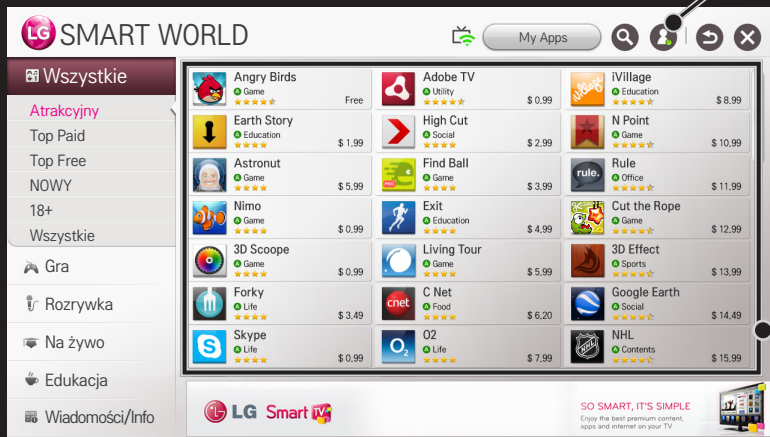 LG SMART WORLD
My Apps
Wszystkie
Atrakcyjny
Top Paid
Top Free
NOWY
18+
Wszystkie
Gra
Rozrywka
Na żywo
Edukacja
Wiadomości/Info
Angry Birds
Game
Free
Adobe TV
Utility
$ 0.99
iVillage
iVillage
Education
$ 8.99
Earth Story
Education
$ 1.99
High Cut
Social
$ 2.99
N Point
Game
$ 10.99
Astronut
Game
$ 5.99
PRO
Find Ball
Game
$ 3.99
rule.
Rule
Office
$ 11.99
Nimo
Game
$ 0.99
Exit
Education
$ 4.99
Cut the Rope
Game
$ 12.99
3D Scoope
Game
$ 0.99
Living Tour
Game
$ 5.99
3D Effect
Sports
$ 13.99
Forky
Life
$ 3.49
cnet
C Net
Food
$ 6.20
Google Earth
Social
$ 14.49
S
Skype
Life
$ 0.99
O2
O2
Life
$ 7.99
NHL
NHL
Contents
$ 15.99
LG Smart TV
SO SMART, IT'S SIMPLE
Enjoy the best premium content,
apps and internet on your TV